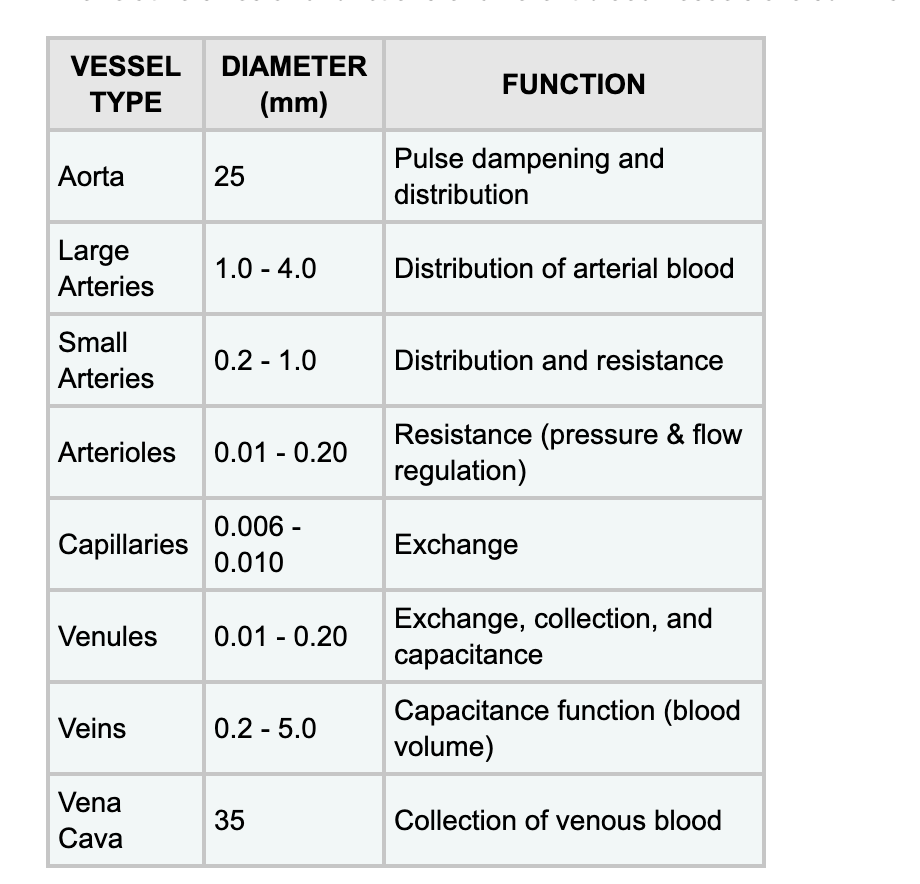 VESSEL TYPE
DIAMETER (mm)
FUNCTION
Aorta
25
Pulse dampening and
distribution
Large
Arteries
1.0 - 4.0
Distribution of arterial blood
Small
Arteries
0.2 - 1.0
Distribution and resistance
Arterioles
0.01 - 0.20
Resistance (pressure & flow
regulation)
Capillaries
0.006 -
0.010
Exchange
Venules
0.01 - 0.20
Exchange, collection, and
capacitance
Veins
0.2 - 5.0
Capacitance function (blood
volume)
Vena
Cava
35
Collection of venous blood